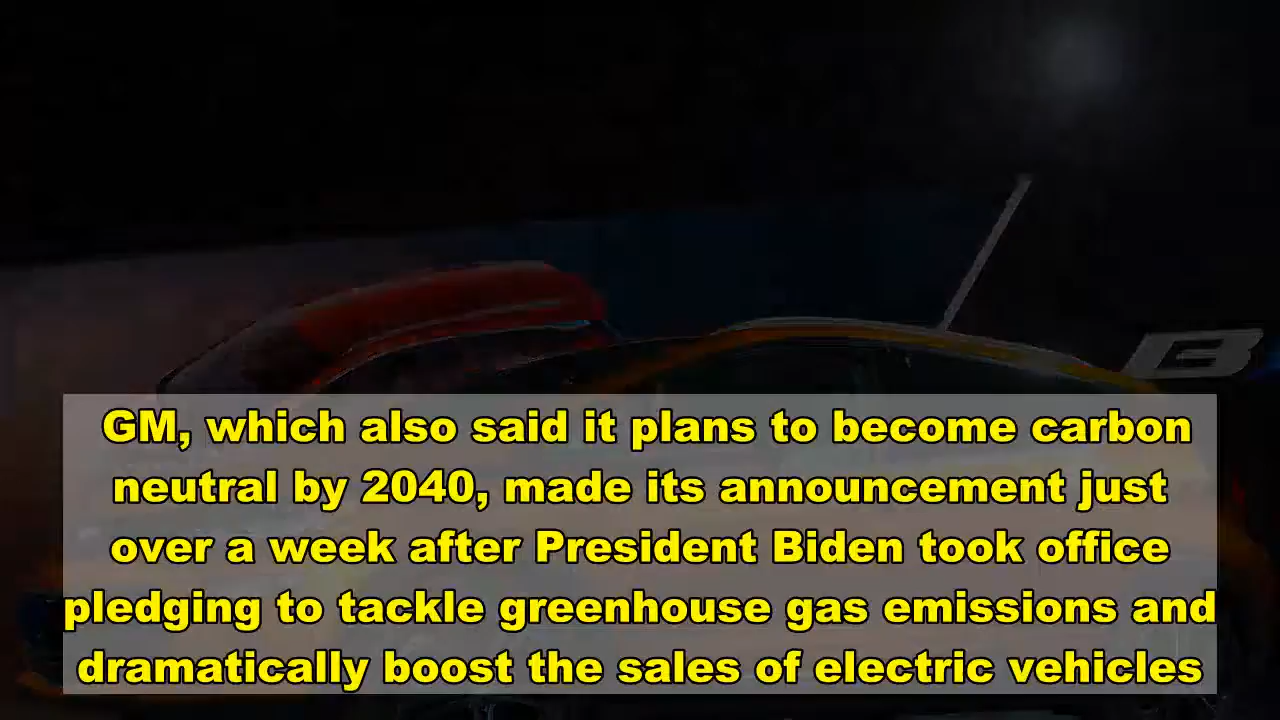 GM, which also said it plans to become carbon
neutral by 2040, made its announcement just
over a week after President Biden took office
pledging to tackle greenhouse gas emissions and
dramatically boost the sales of electric vehicles